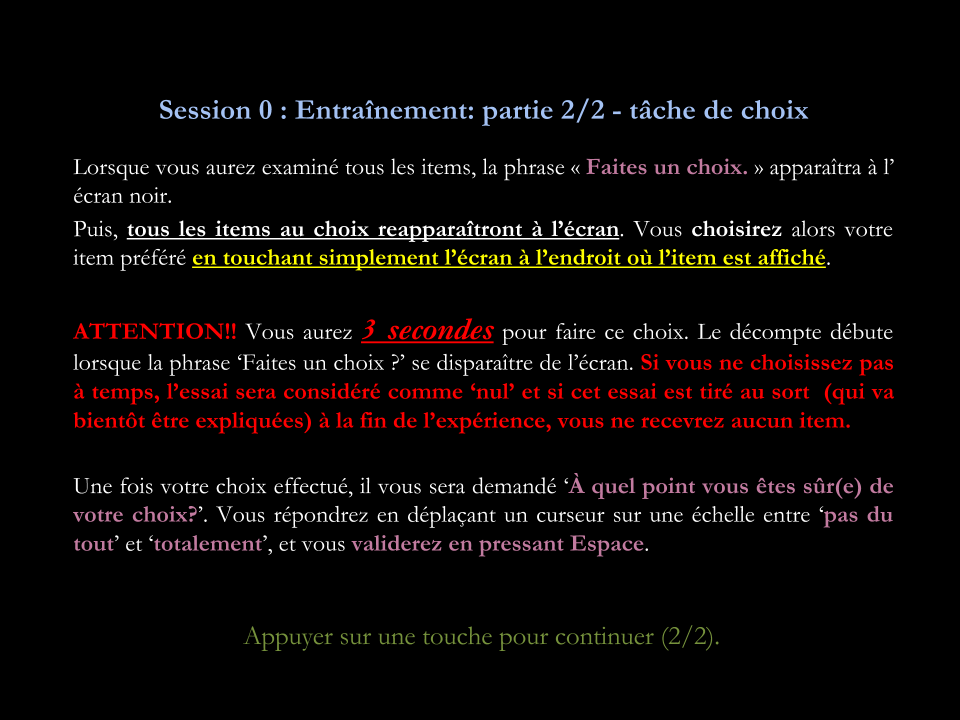 Session 0 : Entraînement: partie 2/2 - tâche de choix
Lorsque vous aurez examiné tous les items, la phrase « Faites un choix. » apparaîtra à l’
écran noir.
Puis, tous les items au choix reapparaîtront à l’écran. Vous choisirez alors votre
item préféré en touchant simplement l’écran à l’endroit où l’item est affiché.
ATTENTION!! Vous aurez 3 secondes pour faire ce choix. Le décompte débute
lorsque la phrase ‘Faites un choix ?’ se disparaître de l’écran. Si vous ne choisissez pas
à temps, l’essai sera considéré comme ‘nul’ et si cet essai est tiré au sort (qui va
bientôt être expliquées) à la fin de l’expérience, vous ne recevrez aucun item.
Une fois votre choix effectué, il vous sera demandé ‘À quel point vous êtes sûr(e) de
votre choix?’. Vous répondrez en déplaçant un curseur sur une échelle entre ‘pas du
tout’ et ‘totalement’, et vous validerez en pressant Espace.
Appuyer sur une touche pour continuer (2/2).